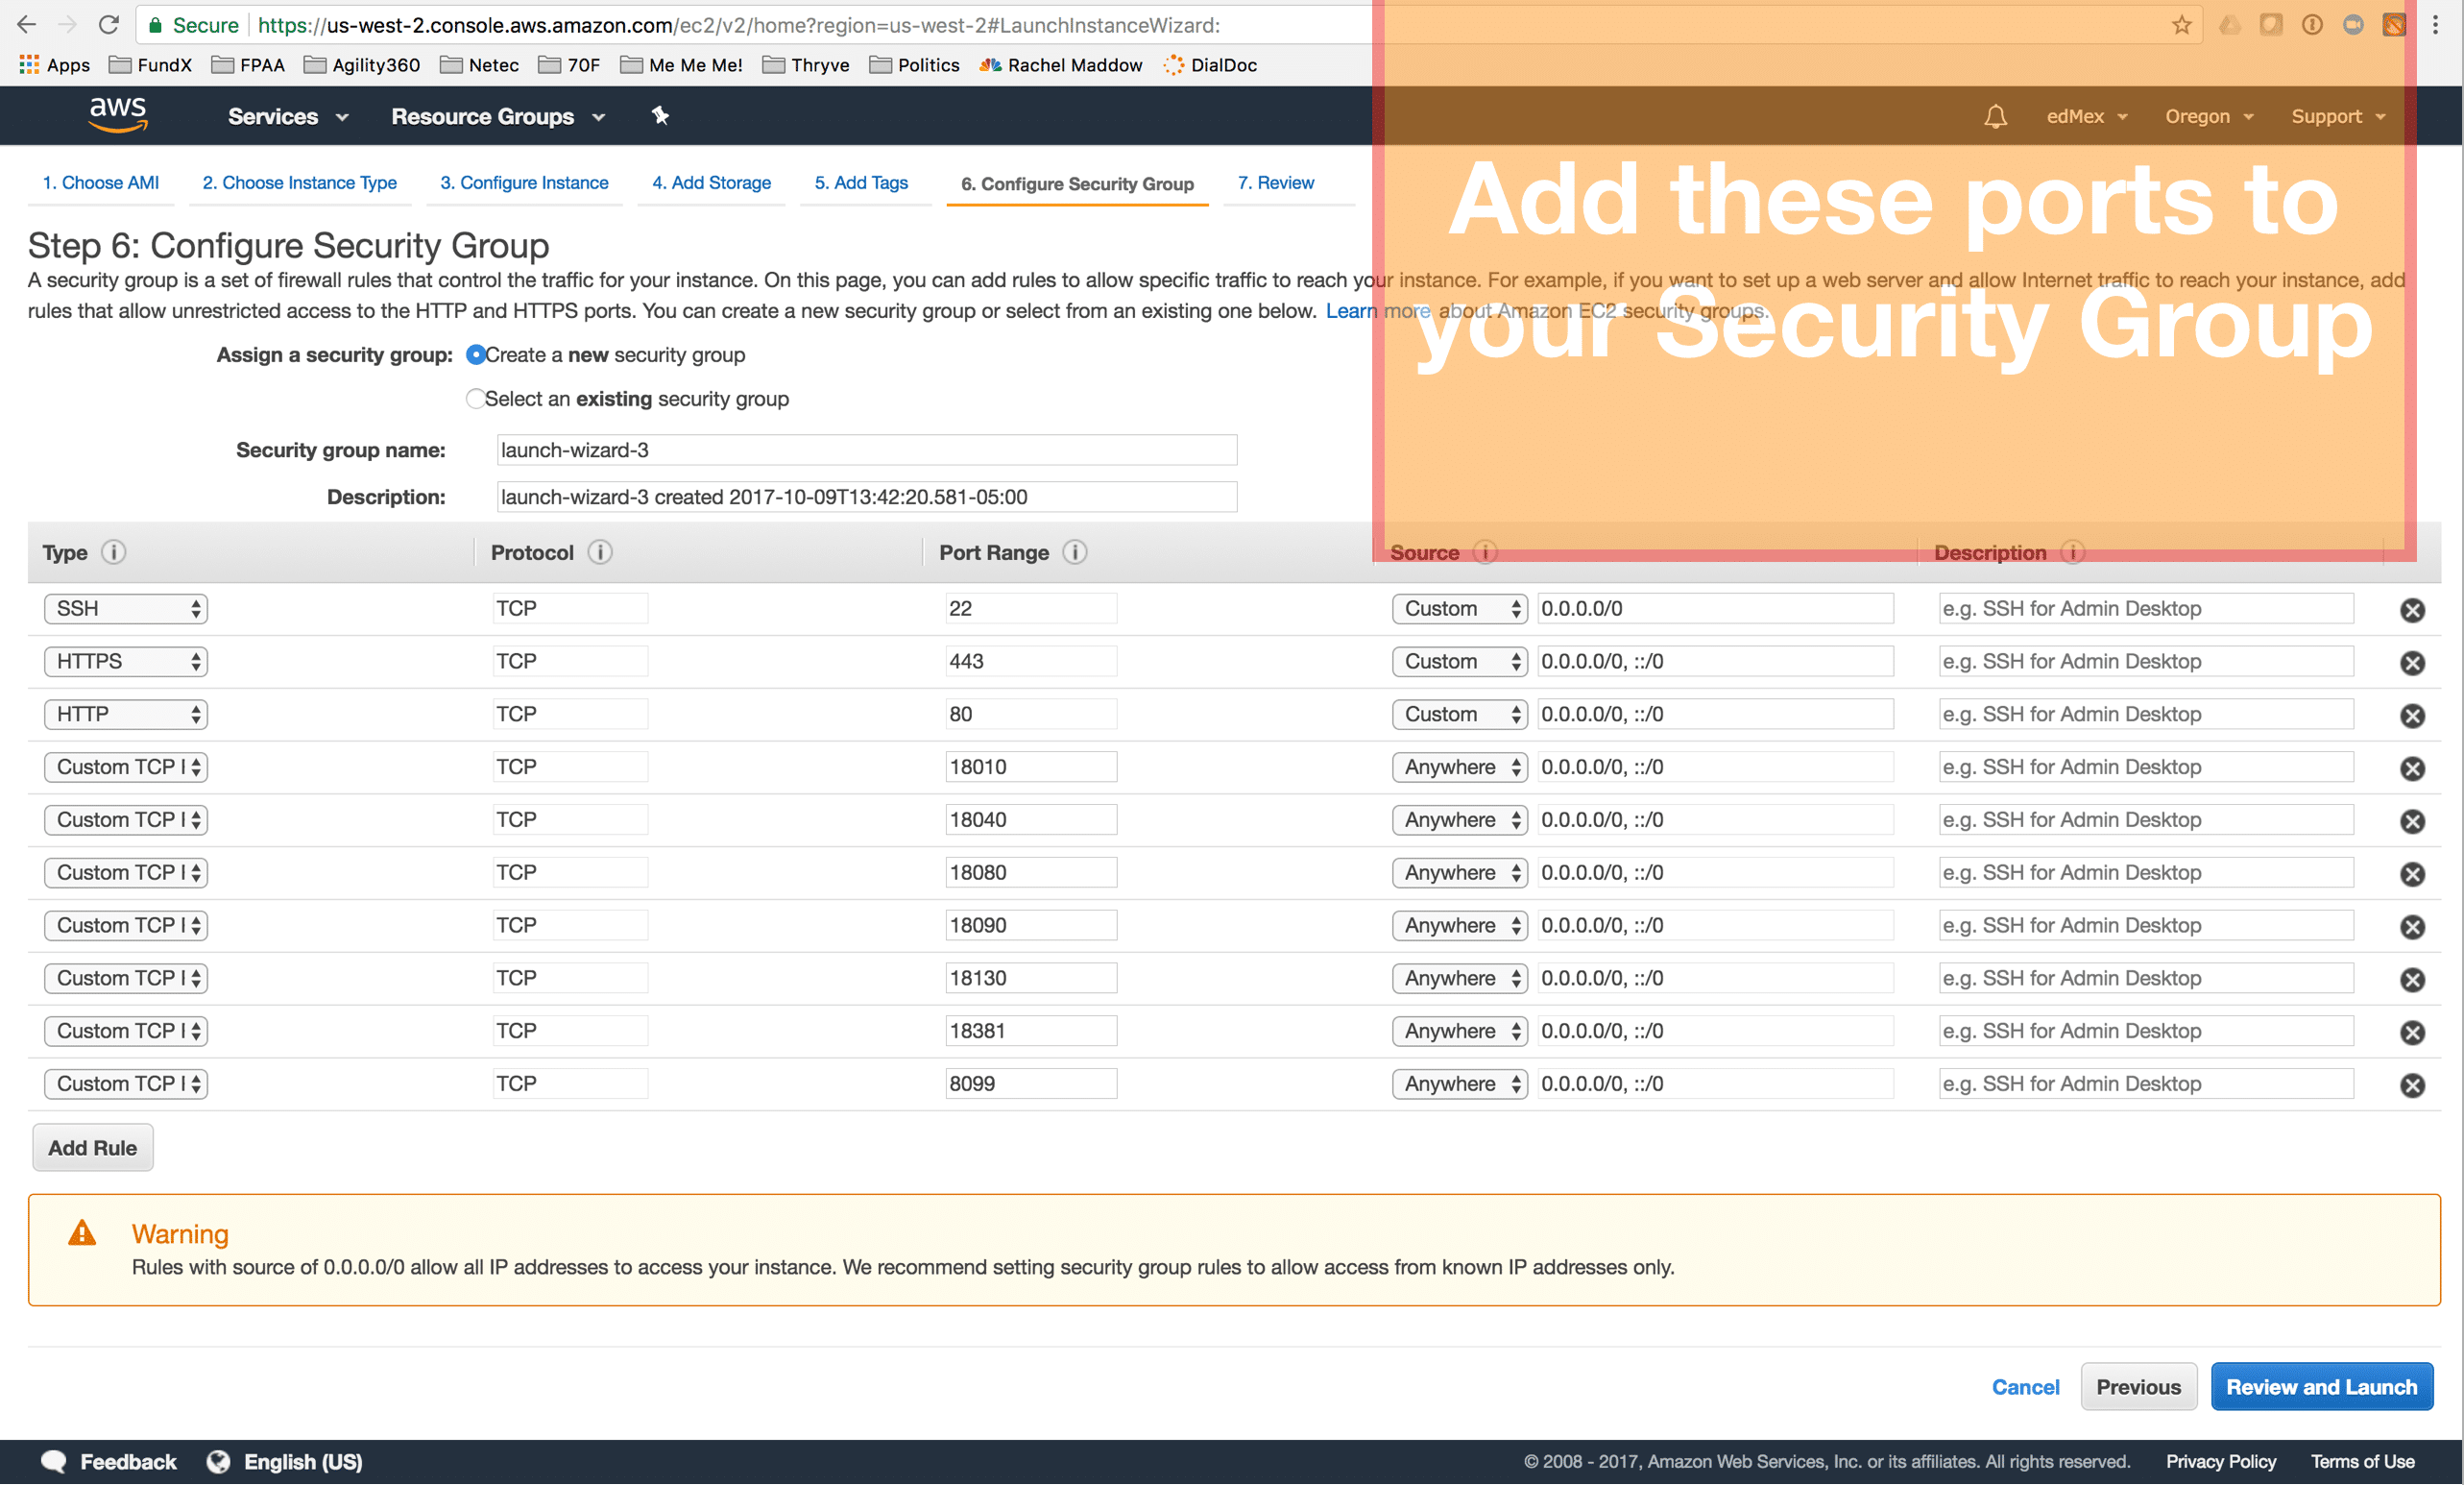 Secure https://us-west-2.console.aws.amazon.com/ec2/v2/home?region=us-west-2#LaunchInstanceWizard:
Apps FundX FPAA Agility360 Netec 70F Me Me Me! Thryve Politics Rachel Maddow DialDoc
aws Services Resource Groups edMex Oregon Support
1. Choose AMI 2. Choose Instance Type 3. Configure Instance 4. Add Storage 5. Add Tags 6. Configure Security Group 7. Review
Add these ports to
your Security Group
Step 6: Configure Security Group
A security group is a set of firewall rules that control the traffic for your instance. On this page, you can add rules to allow specific traffic to reach your instance. For example, if you want to set up a web server and allow Internet traffic to reach your instance, add
rules that allow unrestricted access to the HTTP and HTTPS ports. You can create a new security group or select from an existing one below. Learn more about Amazon EC2 security groups.
Assign a security group: Create a new security group
Select an existing security group
Security group name: launch-wizard-3
Description: launch-wizard-3 created 2017-10-09T13:42:20.581-05:00
Type Protocol Port Range Source Description
SSH TCP 22 Custom 0.0.0.0/0 e.g. SSH for Admin Desktop
HTTPS TCP 443 Custom 0.0.0.0/0, ::/0 e.g. SSH for Admin Desktop
HTTP TCP 80 Custom 0.0.0.0/0, ::/0 e.g. SSH for Admin Desktop
Custom TCP TCP 18010 Anywhere 0.0.0.0/0, ::/0 e.g. SSH for Admin Desktop
Custom TCP TCP 18040 Anywhere 0.0.0.0/0, ::/0 e.g. SSH for Admin Desktop
Custom TCP TCP 18080 Anywhere 0.0.0.0/0, ::/0 e.g. SSH for Admin Desktop
Custom TCP TCP 18090 Anywhere 0.0.0.0/0, ::/0 e.g. SSH for Admin Desktop
Custom TCP TCP 18130 Anywhere 0.0.0.0/0, ::/0 e.g. SSH for Admin Desktop
Custom TCP TCP 18381 Anywhere 0.0.0.0/0, ::/0 e.g. SSH for Admin Desktop
Custom TCP TCP 8099 Anywhere 0.0.0.0/0, ::/0 e.g. SSH for Admin Desktop
Add Rule
Warning
Rules with source of 0.0.0.0/0 allow all IP addresses to access your instance. We recommend setting security group rules to allow access from known IP addresses only.
Cancel Previous Review and Launch
Feedback English (US) © 2008 - 2017, Amazon Web Services, Inc. or its affiliates. All rights reserved. Privacy Policy Terms of Use